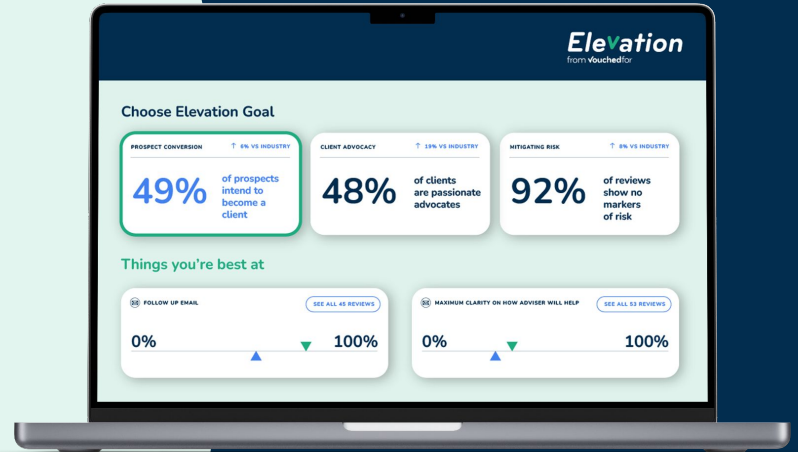 Elevation
from vouchedfor
Choose Elevation Goal
PROSPECT CONVERSION
↑ 6% VS INDUSTRY
49%
of prospects
intend to
become a
client
CLIENT ADVOCACY
↑ 19% VS INDUSTRY
48%
of clients
are passionate
advocates
MITIGATING RISK
↑ 8% VS INDUSTRY
92%
of reviews
show no
markers
of risk
Things you're best at
FOLLOW UP EMAIL
SEE ALL 45 REVIEWS
0%
100%
MAXIMUM CLARITY ON HOW ADVISER WILL HELP
SEE ALL 53 REVIEWS
0%
100%